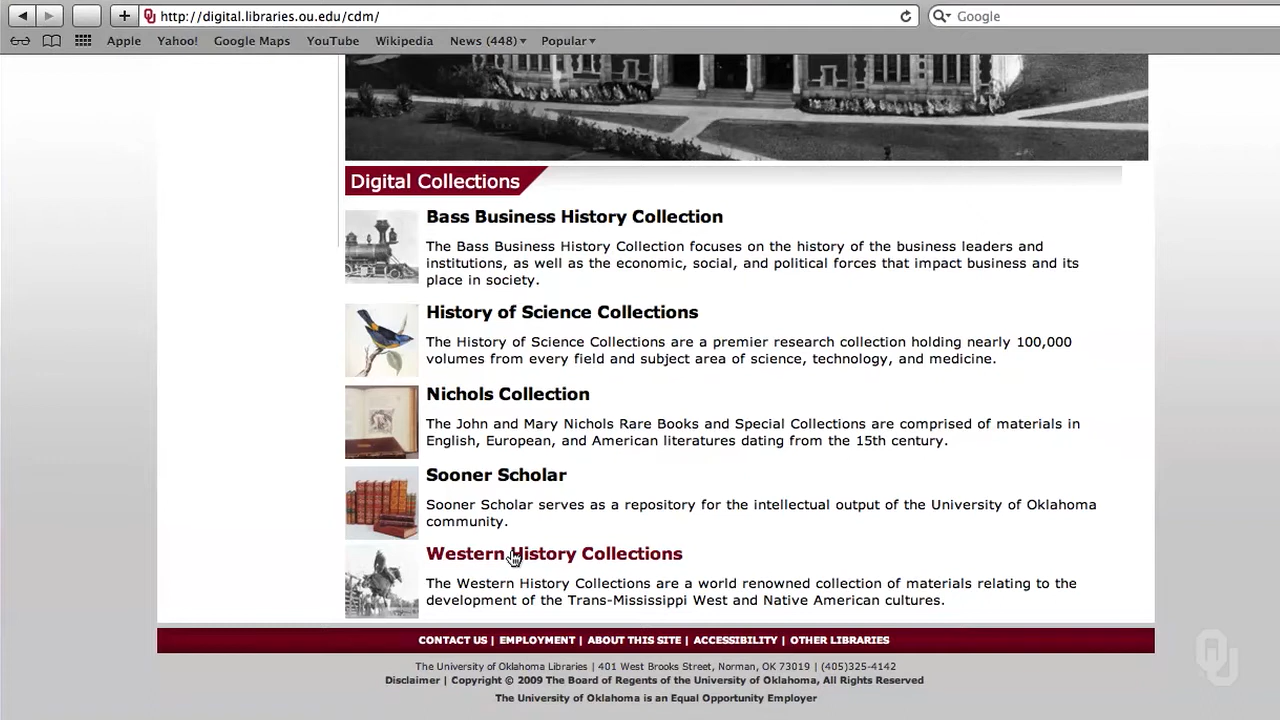 http://digital.libraries.ou.edu/cdm/
Google
Apple Yahoo! Google Maps YouTube Wikipedia News (448) Popular
Digital Collections
Bass Business History Collection
The Bass Business History Collection focuses on the history of the business leaders and
institutions, as well as the economic, social, and political forces that impact business and its
place in society.
History of Science Collections
The History of Science Collections are a premier research collection holding nearly 100,000
volumes from every field and subject area of science, technology, and medicine.
Nichols Collection
The John and Mary Nichols Rare Books and Special Collections are comprised of materials in
English, European, and American literatures dating from the 15th century.
Sooner Scholar
Sooner Scholar serves as a repository for the intellectual output of the University of Oklahoma
community.
Western History Collections
The Western History Collections are a world renowned collection of materials relating to the
development of the Trans-Mississippi West and Native American cultures.
CONTACT US | EMPLOYMENT | ABOUT THIS SITE | ACCESSIBILITY | OTHER LIBRARIES
The University of Oklahoma Libraries | 401 West Brooks Street, Norman, OK 73019 | (405)325-4142
Disclaimer | Copyright © 2009 The Board of Regents of the University of Oklahoma, All Rights Reserved
The University of Oklahoma is an Equal Opportunity Employer
OU